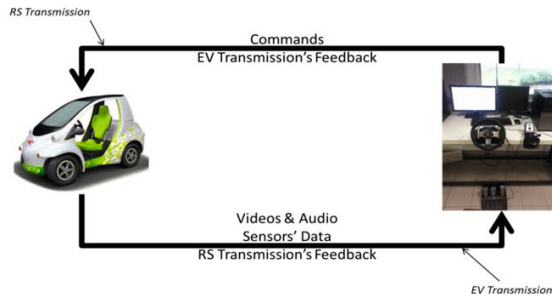 RS Transmission
Commands
EV Transmission's Feedback
Videos & Audio
Sensors' Data
RS Transmission's Feedback
EV Transmission